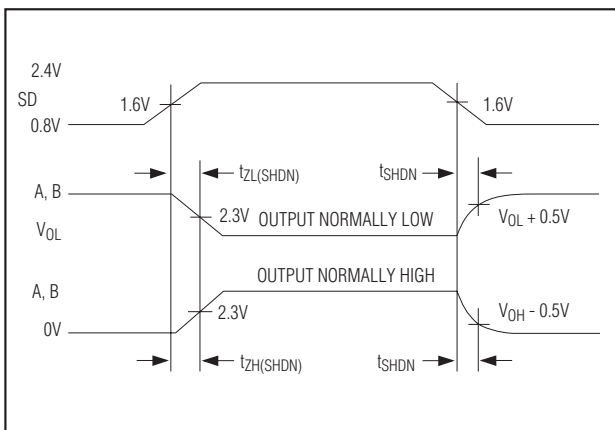 2.4V
SD
0.8V
1.6V
1.6V
tZL(SHDN)
tSHDN
A, B
VOL
2.3V
OUTPUT NORMALLY LOW
VOL + 0.5V
OUTPUT NORMALLY HIGH
A, B
0V
2.3V
VOH - 0.5V
tZH(SHDN)
tSHDN